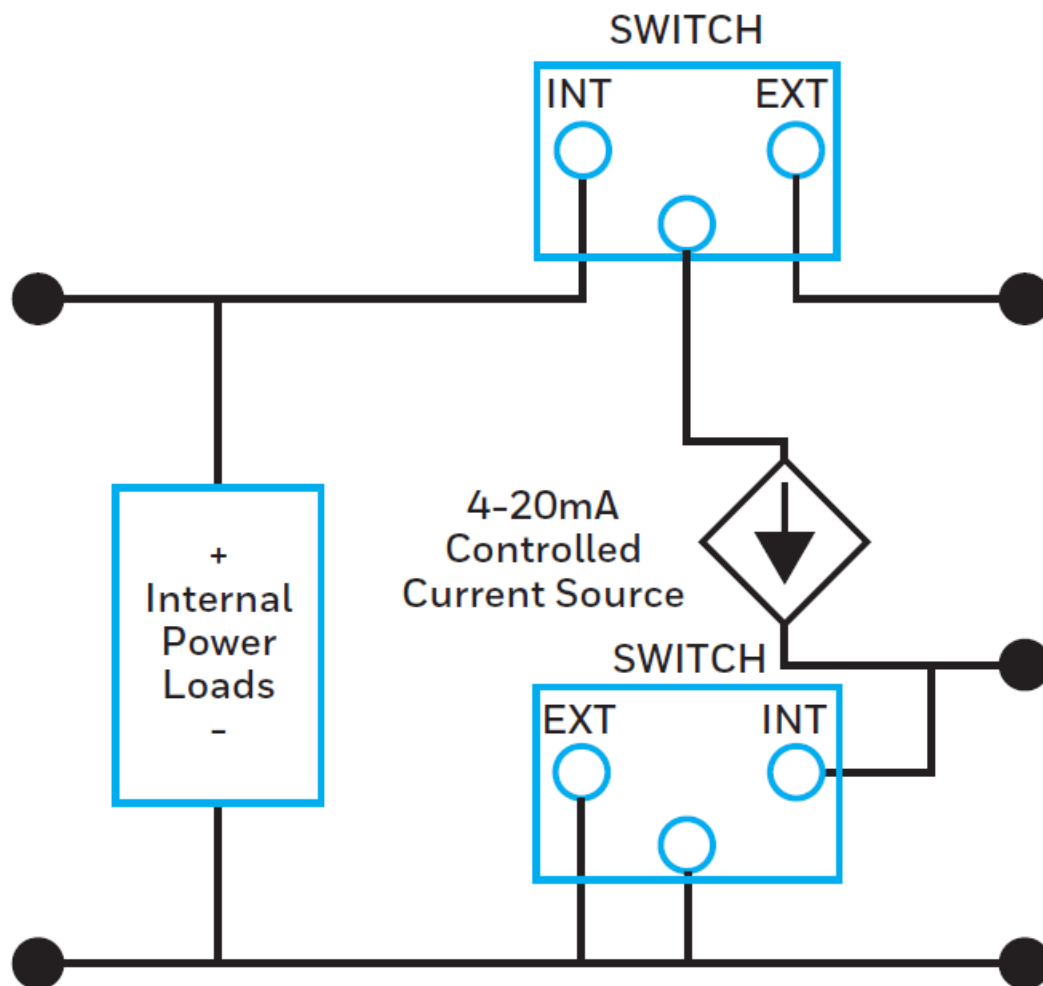 SWITCH
INT
EXT
4-20mA
Controlled
Current Source
+
Internal
Power
Loads
-
SWITCH
EXT
INT